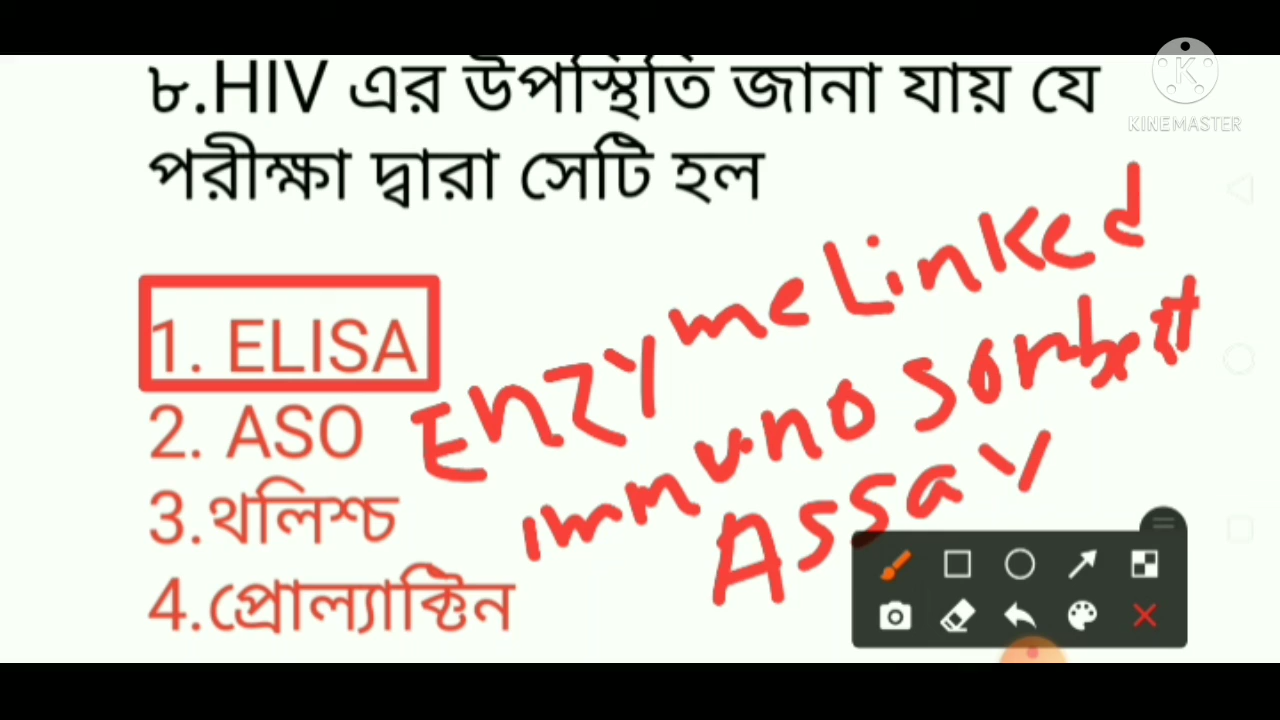 ৮.HIV এর উপস্থিতি জানা যায় যে
পরীক্ষা দ্বারা সেটি হল
1. ELISA
2. ASO
3.থলিশ্চ
4.প্রোল্যাক্টিন
Enzyme Linked
immuno sorbent
Assay
KINEMASTER